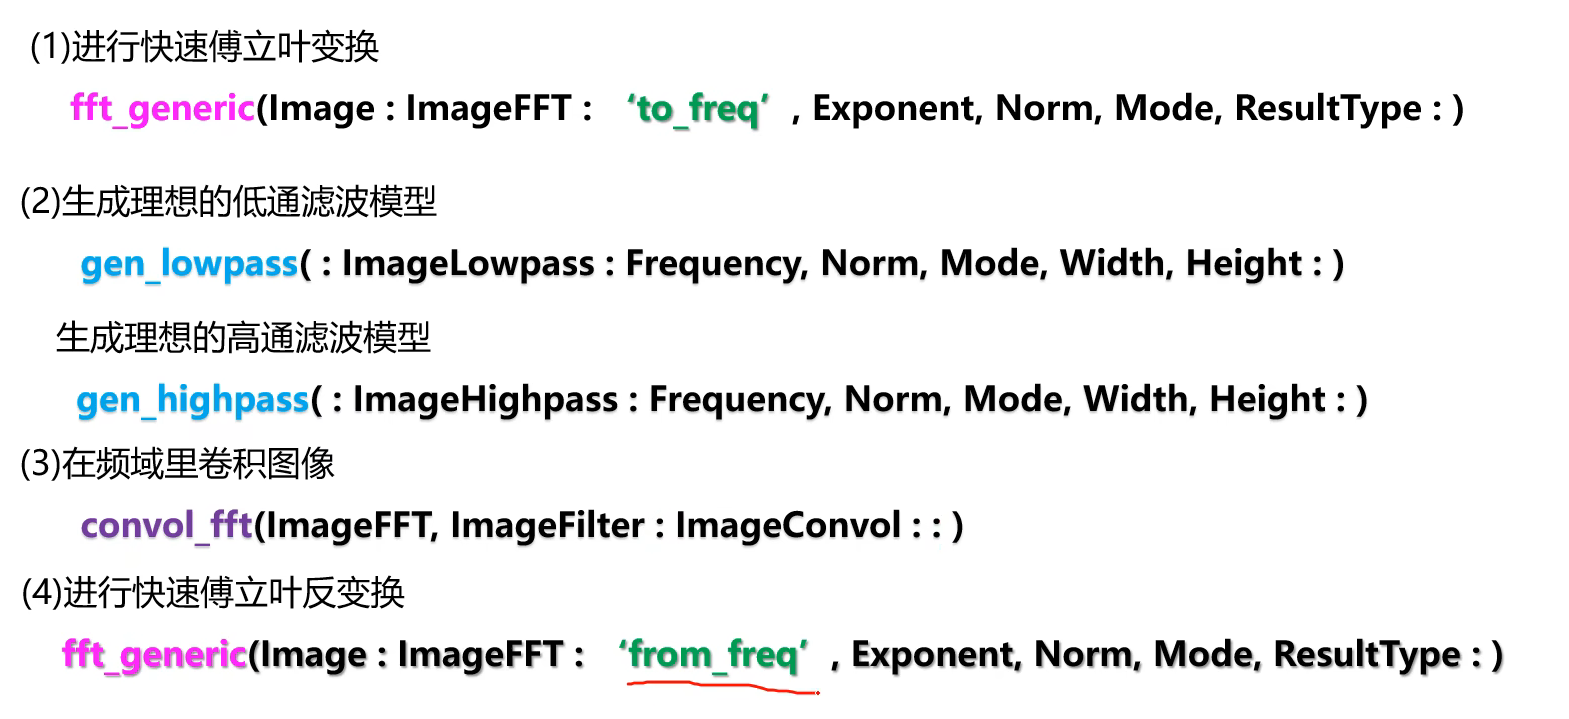 (1)进行快速傅立叶变换
fft_generic(Image : ImageFFT : ‘to_freq’ , Exponent, Norm, Mode, ResultType : )
(2)生成理想的低通滤波模型
gen_lowpass( : ImageLowpass : Frequency, Norm, Mode, Width, Height : )
生成理想的高通滤波模型
gen_highpass( : ImageHighpass : Frequency, Norm, Mode, Width, Height : )
(3)在频域里卷积图像
convol_fft(ImageFFT, ImageFilter : ImageConvol : : )
(4)进行快速傅立叶反变换
fft_generic(Image : ImageFFT : ‘from_freq’ , Exponent, Norm, Mode, ResultType : )